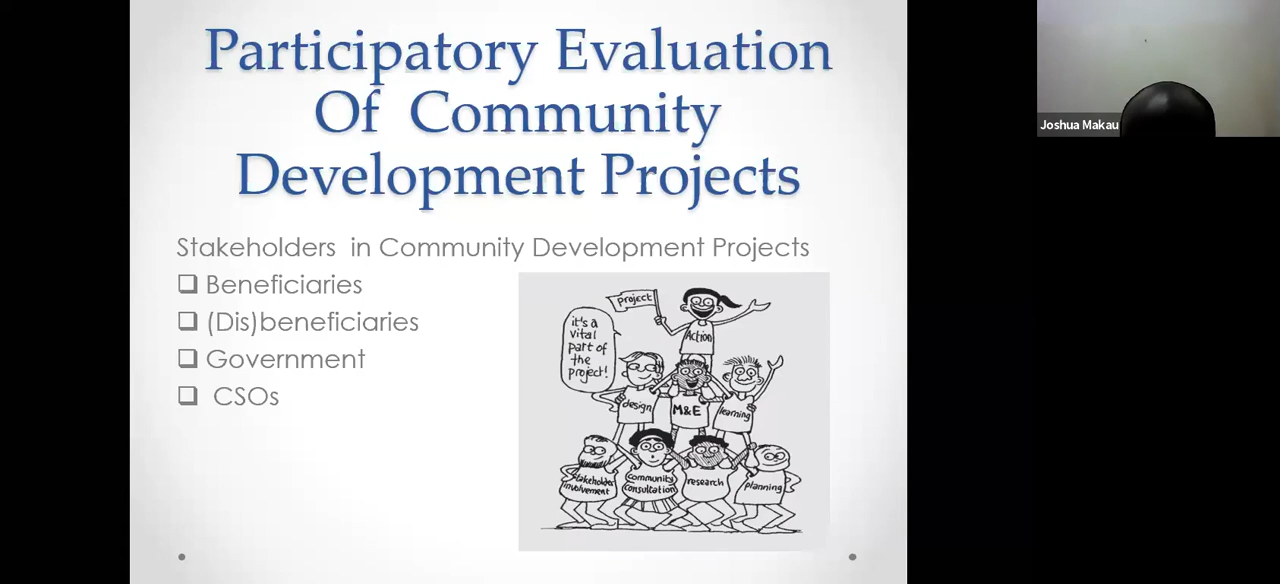 Participatory Evaluation
Of Community
Development Projects
Stakeholders in Community Development Projects
Beneficiaries
(Dis)beneficiaries
Government
CSOs
project
it's a
vital
part of
the
project!
Action
design
M&E
learning
stakeholder
involvement
community
consultation
research
planning
Joshua Makau